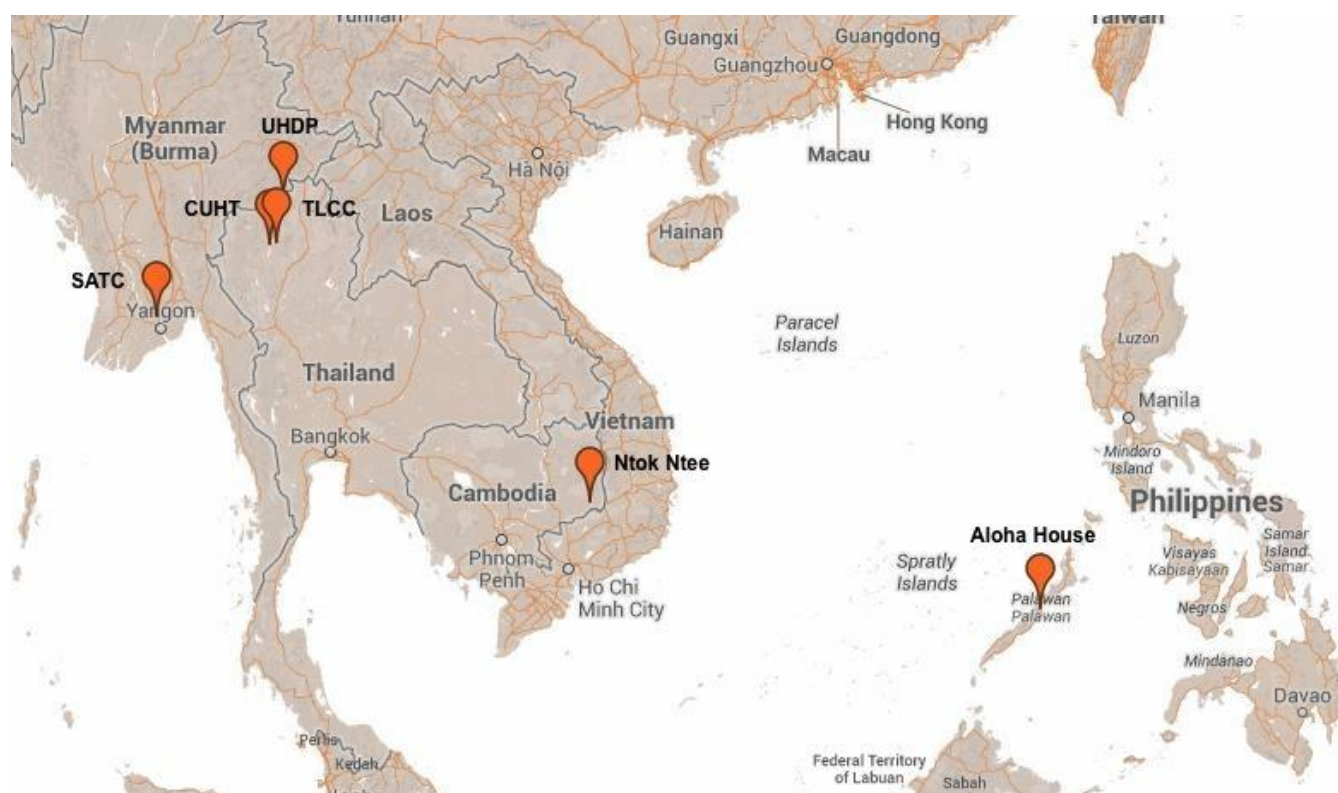 Yunnan
Taiwan
Guangxi
Guangdong
Guangzhou
Hong Kong
Macau
Myanmar
(Burma)
UHDP
Hà Nội
CUHT
TLCC
Laos
Hainan
SATC
Yangon
Paracel
Islands
Luzon
Thailand
Manila
Vietnam
Bangkok
Mindoro
Island
Ntok Ntee
Cambodia
Philippines
Aloha House
Phnom
Penh
Spratly
Islands
Samar
Island
Samar
Visayas
Kabisayaan
Ho Chi
Minh City
Palawan
Palawan
Negros
Mindanao
Davao
Perlis
Kedah
Federal Territory
of Labuan
Sabah